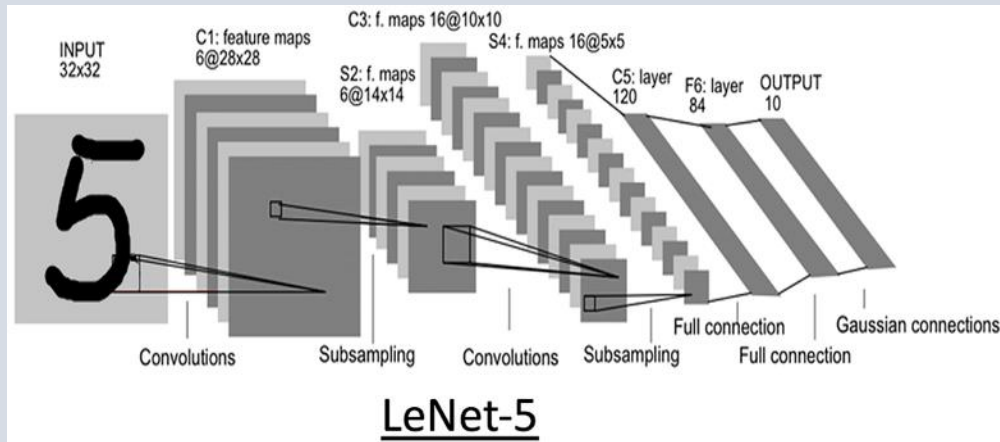 INPUT
32x32
C1: feature maps
6@28x28
S2: f. maps
6@14x14
C3: f. maps 16@10x10
S4: f. maps 16@5x5
C5: layer
120
F6: layer
84
OUTPUT
10
5
Convolutions
Subsampling
Convolutions
Subsampling
Full connection
Full connection
Gaussian connections
LeNet-5